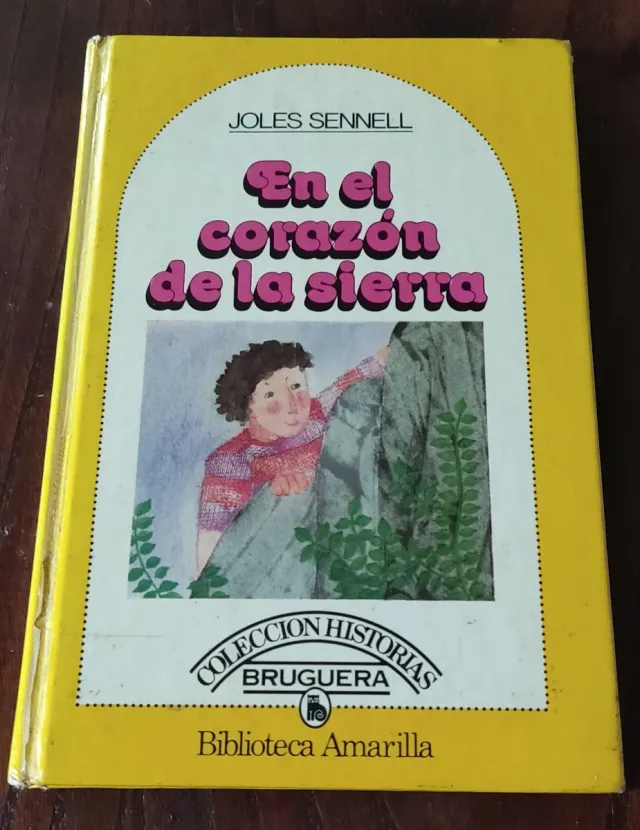 JOLES SENNELL
En el
corazón
de la sierra
COLECCION HISTORIAS
BRUGUERA
Biblioteca Amarilla